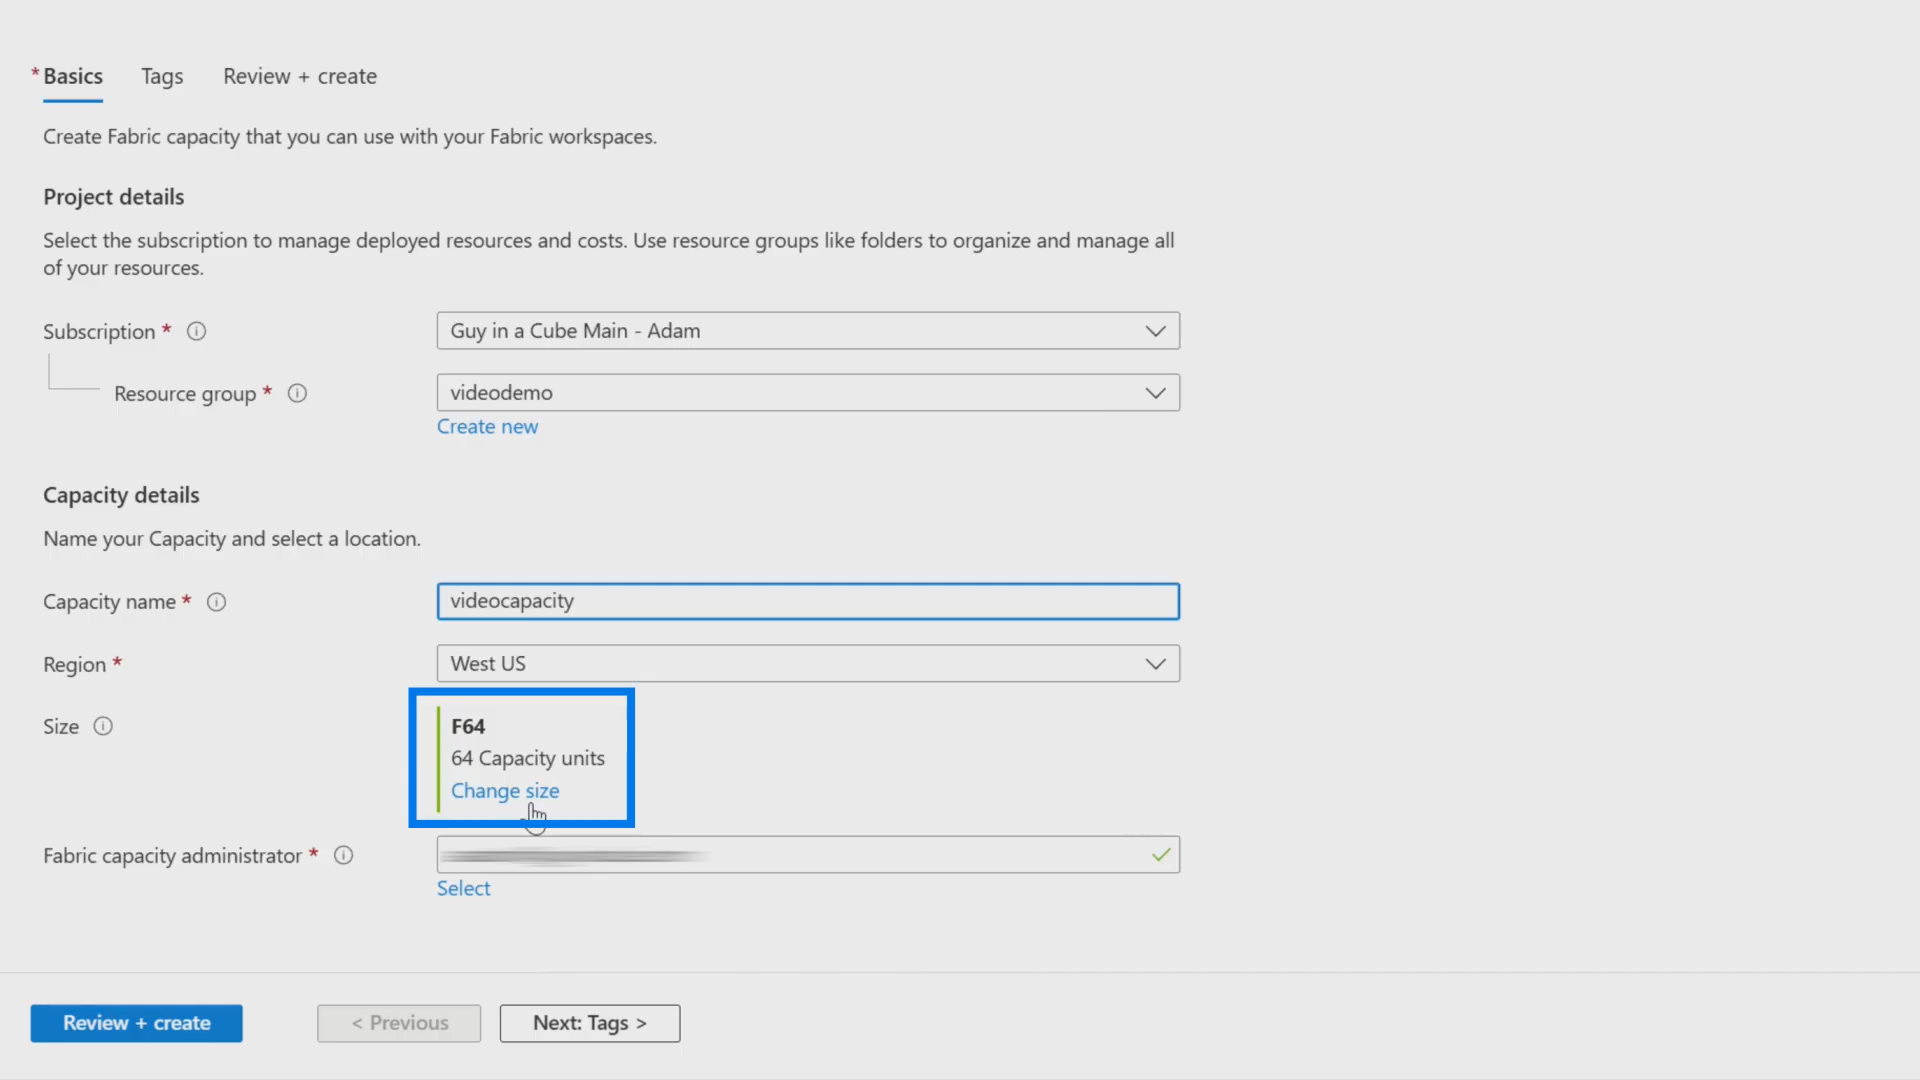 * Basics Tags Review + create
Create Fabric capacity that you can use with your Fabric workspaces.
Project details
Select the subscription to manage deployed resources and costs. Use resource groups like folders to organize and manage all
of your resources.
Subscription * Guy in a Cube Main - Adam
Resource group * videodemo
Create new
Capacity details
Name your Capacity and select a location.
Capacity name * videocapacity
Region * West US
Size F64
64 Capacity units
Change size
Fabric capacity administrator *
Select
Review + create < Previous Next: Tags >